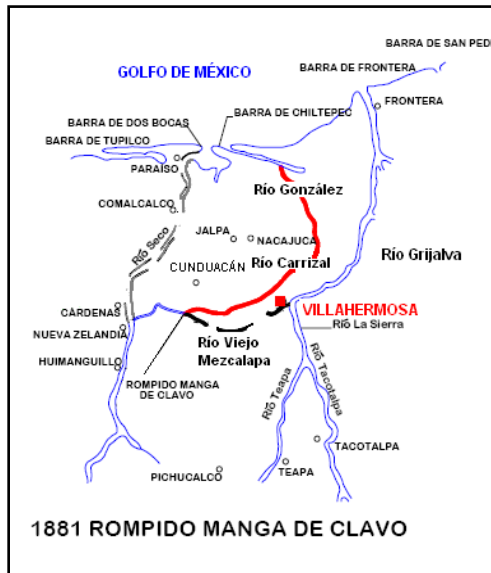 BARRA DE SAN PED
GOLFO DE MÉXICO
BARRA DE FRONTERA
FRONTERA
BARRA DE DOS BOCAS
BARRA DE CHILTEPEC
BARRA DE TUPILCO
PARAÍSO
Río González
COMALCALCO
Río Seco
JALPA
NACAJUCA
Río Grijalva
CUNDUACÁN
Río Carrizal
CÁRDENAS
VILLAHERMOSA
NUEVA ZELANDIA
Río La Sierra
Río Viejo
Mezcalapa
HUIMANGUILLO
ROMPIDO MANGA
DE CLAVO
Río Teapa
Río Tacotalpa
TACOTALPA
PICHUCALCO
TEAPA
1881 ROMPIDO MANGA DE CLAVO